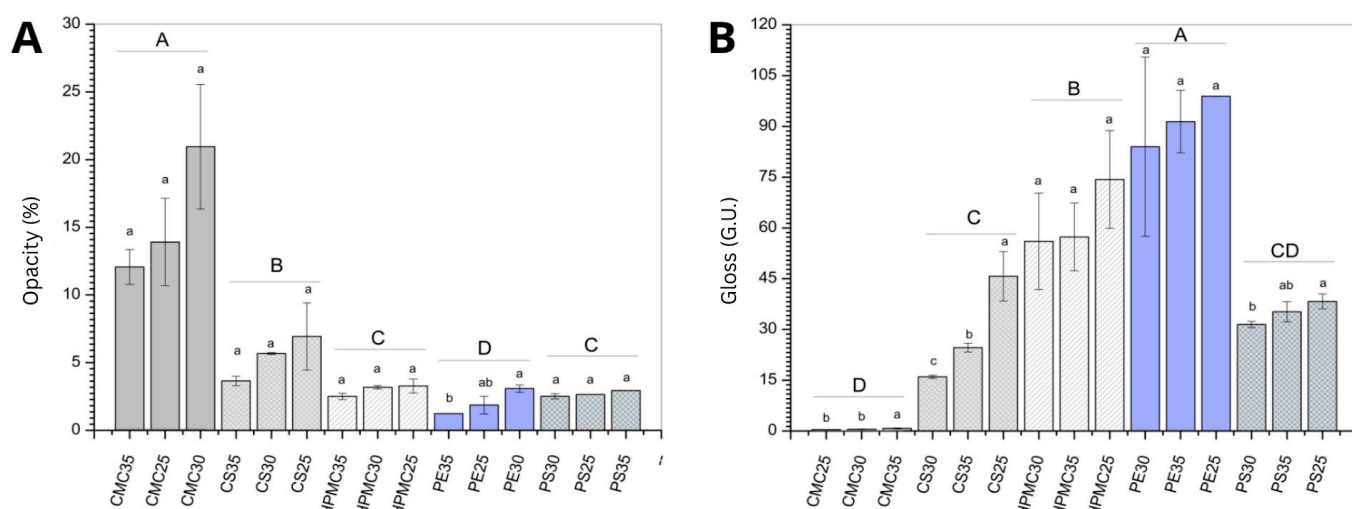 A
Opacity (%)
30
25
20
15
10
5
0
A
a
a
a
B
a
a
a
C
a
a
a
D
b
ab
a
C
a
a
a
CMC35
CMC25
CMC30
CS35
CS30
CS25
HPMC35
HPMC30
HPMC25
PE35
PE25
PE30
PS30
PS25
PS35
B
Gloss (G.U.)
120
105
90
75
60
45
30
15
0
D
b
b
a
C
c
b
a
B
a
a
a
A
a
a
a
CD
b
ab
a
CMC25
CMC30
CMC35
CS30
CS35
CS25
HPMC30
HPMC35
HPMC25
PE30
PE35
PE25
PS30
PS35
PS25